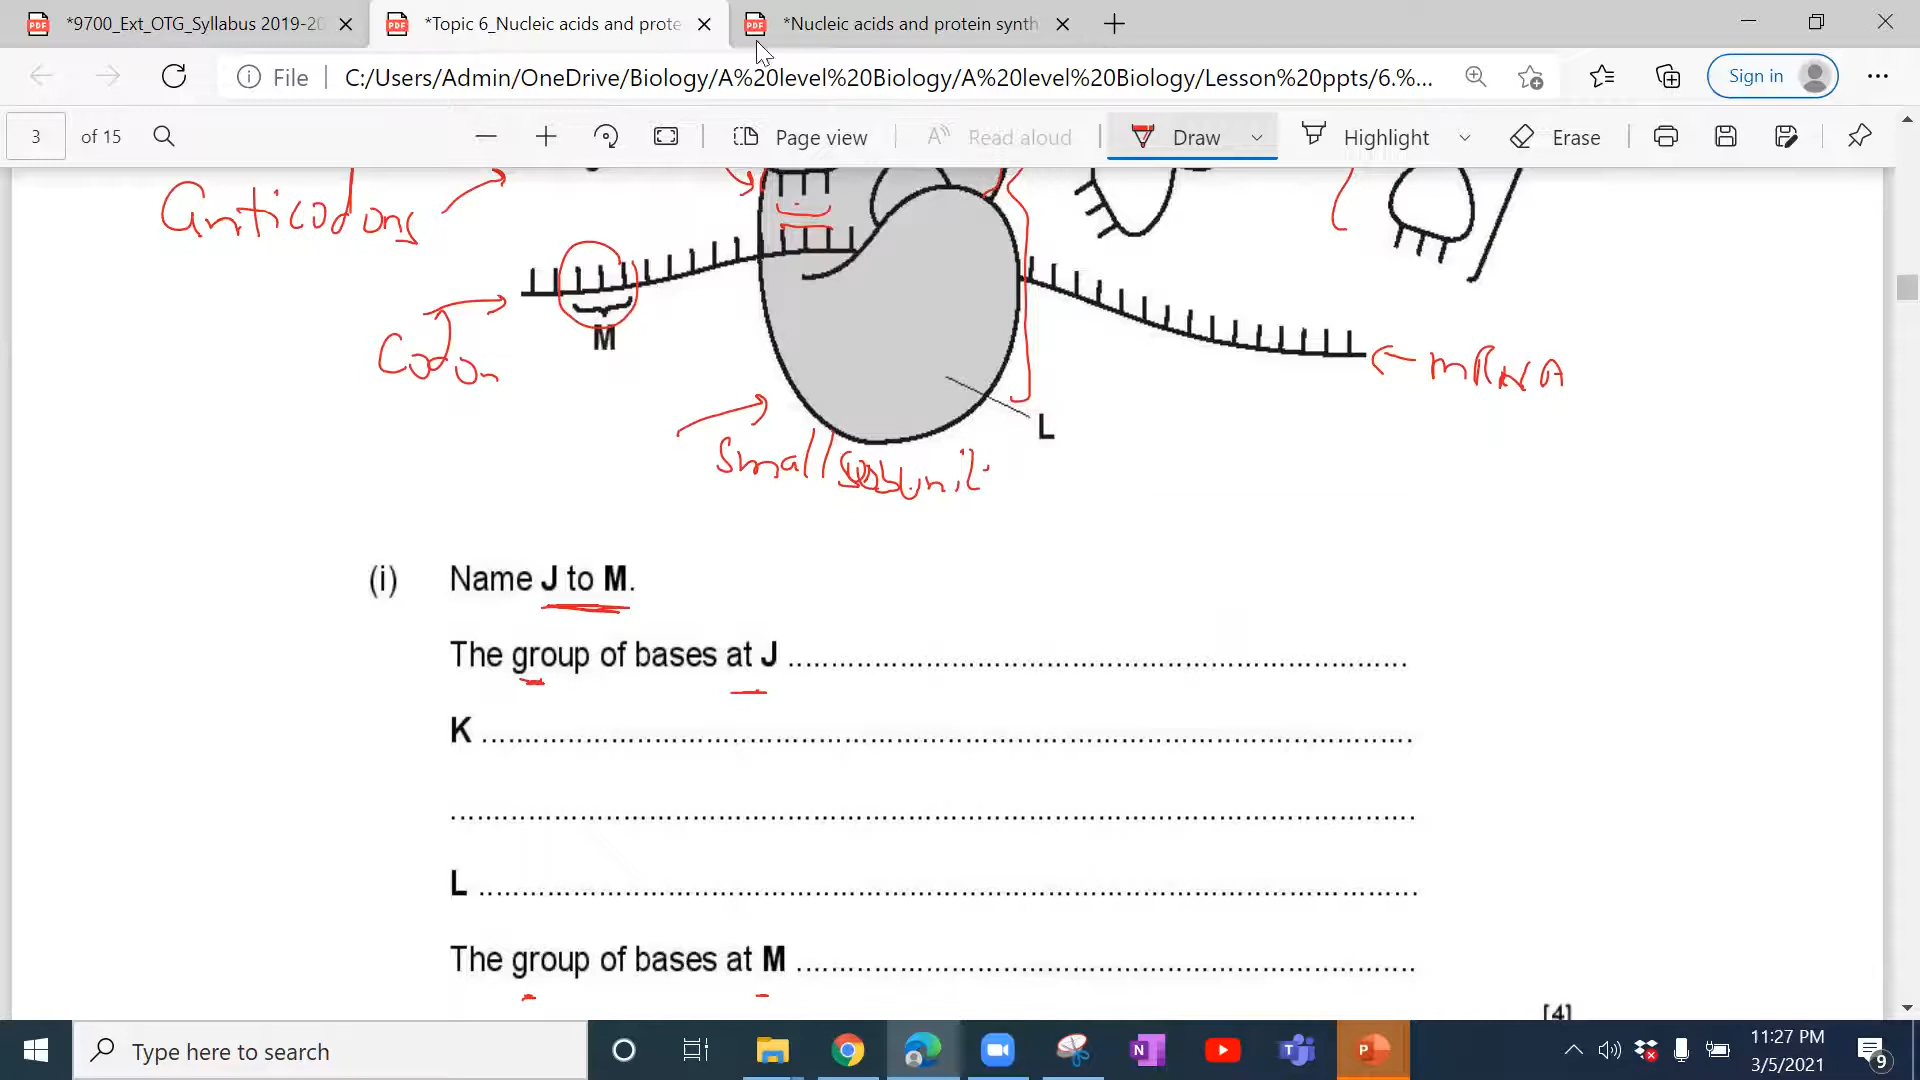 *9700_Ext_OTG_Syllabus 2019-20
*Topic 6_Nucleic acids and prote
*Nucleic acids and protein synth
File
C:/Users/Admin/OneDrive/Biology/A%20level%20Biology/A%20level%20Biology/Lesson%20ppts/6.%...
Sign in
3
of 15
Page view
Read aloud
Draw
Highlight
Erase
Anticodons
M
Codon
mRNA
L
Small subunit
(i) Name J to M.
The group of bases at J ..........................................................
K ..........................................................
..........................................................
L ..........................................................
The group of bases at M ..........................................................
[4]
Type here to search
11:27 PM
3/5/2021
9